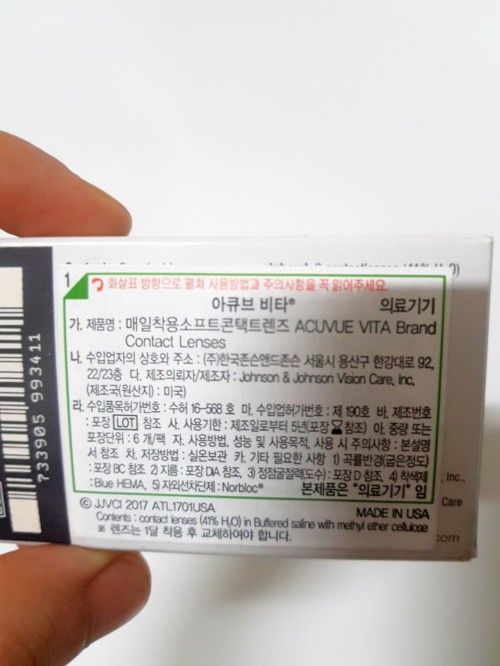 1
화살표 방향으로 펼쳐 사용방법과 주의사항을 꼭 읽어주세요.
아큐브 비타® 의료기기
가. 제품명 : 매일착용소프트콘택트렌즈 ACUVUE VITA Brand
Contact Lenses
나. 수입업자의 상호와 주소 : (주)한국존슨앤드존슨 서울시 용산구 한강대로 92,
22/23층 다. 제조의뢰자/제조자 : Johnson & Johnson Vision Care, Inc.
(제조국(원산지) : 미국)
라. 수입품목허가번호 : 수허 16-568 호 마. 수입업허가번호 : 제 190호 바. 제조번호
: 포장 LOT 참조 사. 사용기한 : 제조일로부터 5년(포장 참조) 아. 중량 또는
포장단위 : 6 개/팩 자. 사용방법, 성능 및 사용목적, 사용 시 주의사항 : 본설명
서 참조 차. 저장방법 : 실온보관 카. 기타 필요한 사항 1) 곡률반경(굽은정도)
: 포장 BC 참조 2) 지름 : 포장 DIA 참조, 3) 정점굴절력(도수) : 포장 D 참조, 4) 착색제
: Blue HEMA, 5) 자외선차단제 : Norbloc® 본제품은 "의료기기" 임
© JJVCI 2017 ATL1701USA MADE IN USA
Contents : contact lenses (41% H₂O) in Buffered saline with methyl ether cellulose
※ 렌즈는 1달 착용 후 교체하여야 합니다.
733905 993411
, Inc.,
Care
com